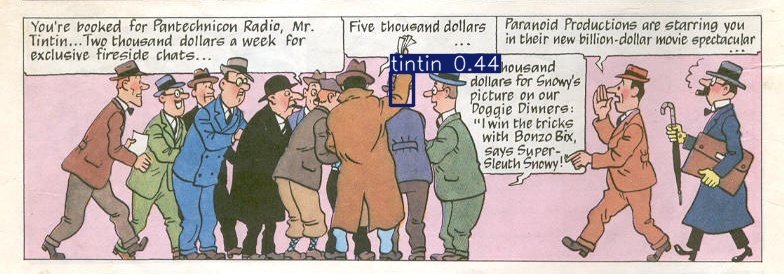 You're booked for Pantechnicon Radio, Mr.
Tintin... Two thousand dollars a week for
exclusive fireside chats...
Five thousand dollars
...
Paranoid Productions are starring you
in their new billion-dollar movie spectacular
...
tintin 0.44
thousand
dollars for Snowy's
picture on our
Doggie Dinners:
"I win the tricks
with Bonzo Bix,
says Super-
Sleuth Snowy!"